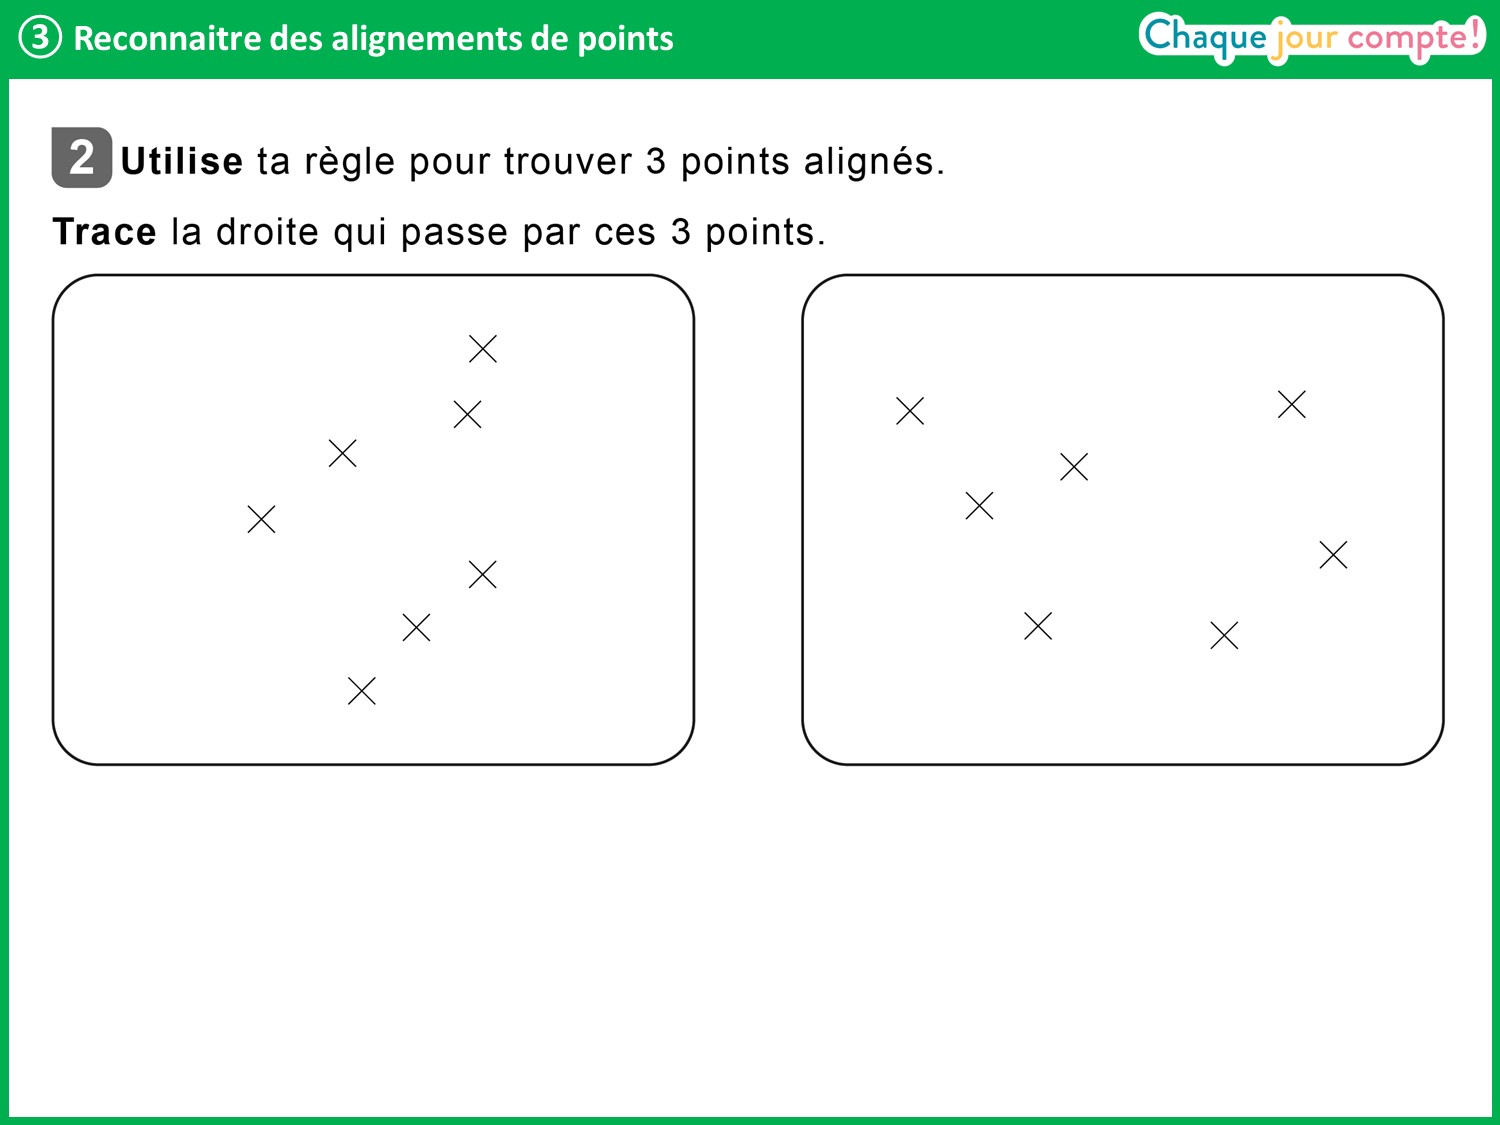 ③ Reconnaitre des alignements de points
Chaque jour compte!
2 Utilise ta règle pour trouver 3 points alignés.
Trace la droite qui passe par ces 3 points.